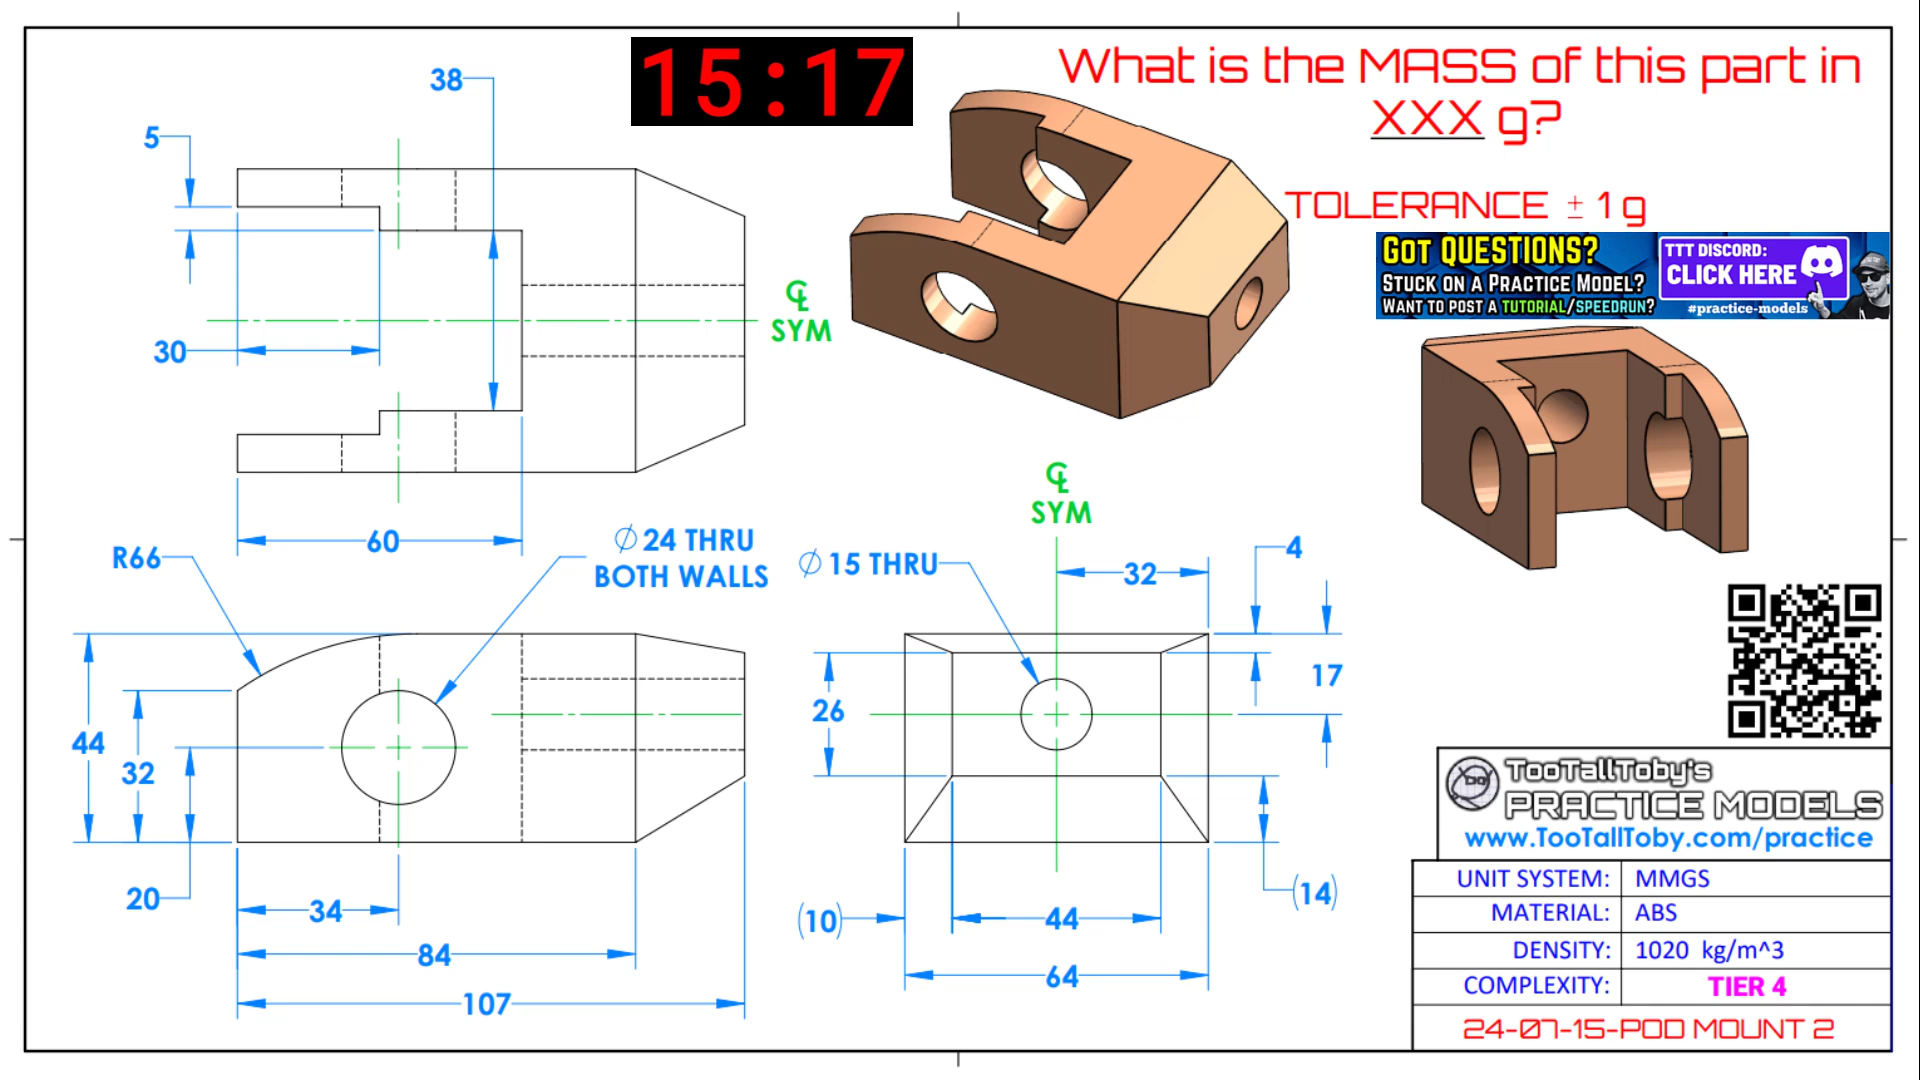 15:17
What is the MASS of this part in
XXX g?
TOLERANCE ± 1 g
GOT QUESTIONS?
STUCK ON A PRACTICE MODEL?
WANT TO POST A TUTORIAL/SPEEDRUN?
TTT DISCORD:
CLICK HERE
#practice-models
38
5
30
60
℄
SYM
R66
∅ 24 THRU
BOTH WALLS
44
32
20
34
84
107
℄
SYM
∅ 15 THRU
32
4
17
26
(14)
(10)
44
64
TooTallToby's
PRACTICE MODELS
www.TooTallToby.com/practice
UNIT SYSTEM: MMGS
MATERIAL: ABS
DENSITY: 1020 kg/m^3
COMPLEXITY: TIER 4
24-07-15-POD MOUNT 2